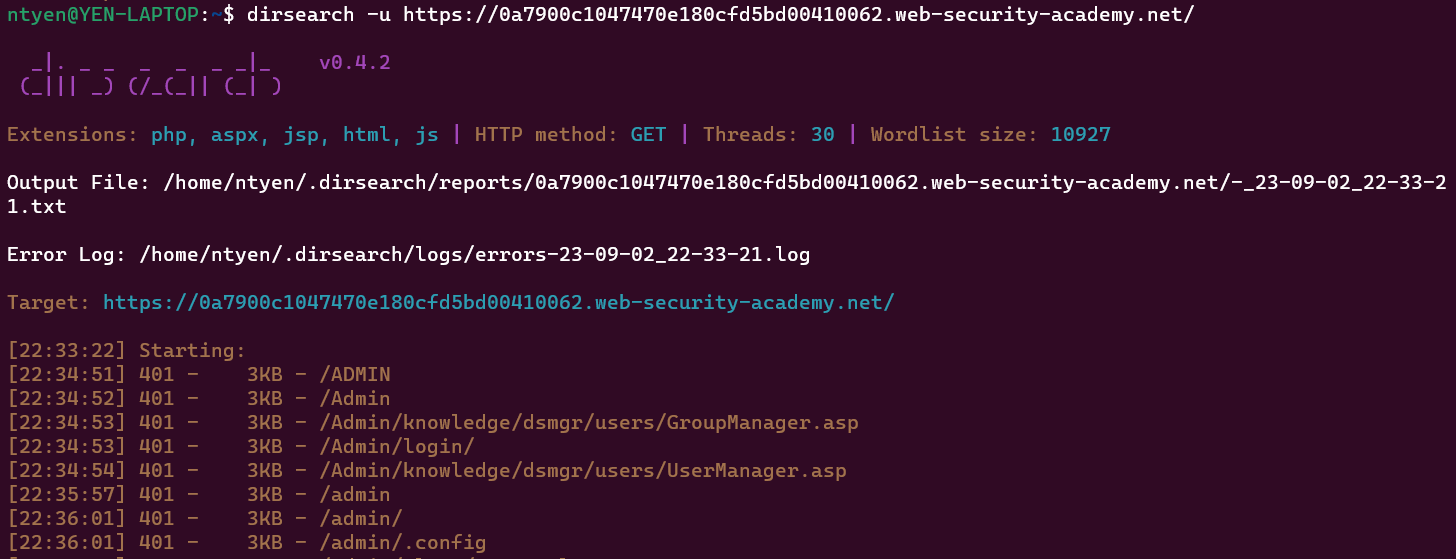 ntyen@YEN-LAPTOP:~$ dirsearch -u https://0a7900c1047470e180cfd5bd00410062.web-security-academy.net/
  _|. _ _  _  _  _ _|_    v0.4.2
 (_||| _) (/_(_|| (_| )
Extensions: php, aspx, jsp, html, js | HTTP method: GET | Threads: 30 | Wordlist size: 10927
Output File: /home/ntyen/.dirsearch/reports/0a7900c1047470e180cfd5bd00410062.web-security-academy.net/-_23-09-02_22-33-2
1.txt
Error Log: /home/ntyen/.dirsearch/logs/errors-23-09-02_22-33-21.log
Target: https://0a7900c1047470e180cfd5bd00410062.web-security-academy.net/
[22:33:22] Starting:
[22:34:51] 401 -    3KB - /ADMIN
[22:34:52] 401 -    3KB - /Admin
[22:34:53] 401 -    3KB - /Admin/knowledge/dsmgr/users/GroupManager.asp
[22:34:53] 401 -    3KB - /Admin/login/
[22:34:54] 401 -    3KB - /Admin/knowledge/dsmgr/users/UserManager.asp
[22:35:57] 401 -    3KB - /admin
[22:36:01] 401 -    3KB - /admin/
[22:36:01] 401 -    3KB - /admin/.config